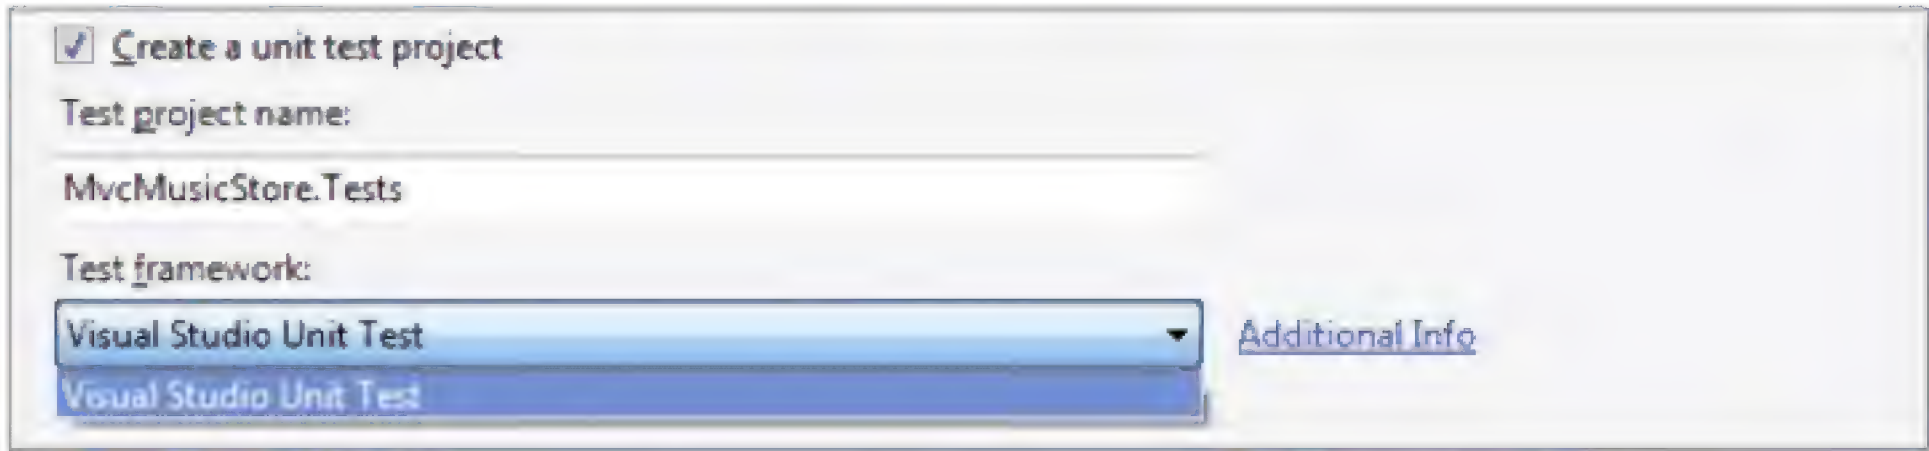 Create a unit test project
Test project name:
MvcMusicStore.Tests
Test framework:
Visual Studio Unit Test
Additional Info
Visual Studio Unit Test